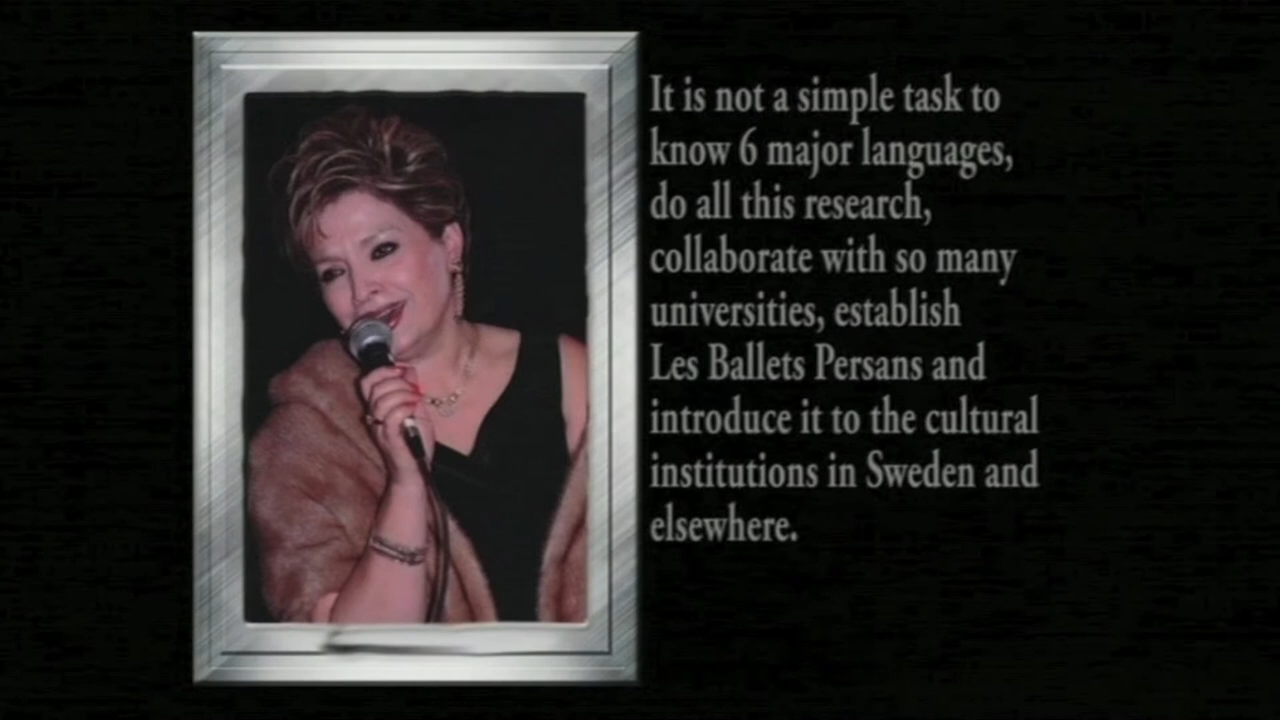 It is not a simple task to
know 6 major languages,
do all this research,
collaborate with so many
universities, establish
Les Ballets Persans and
introduce it to the cultural
institutions in Sweden and
elsewhere.